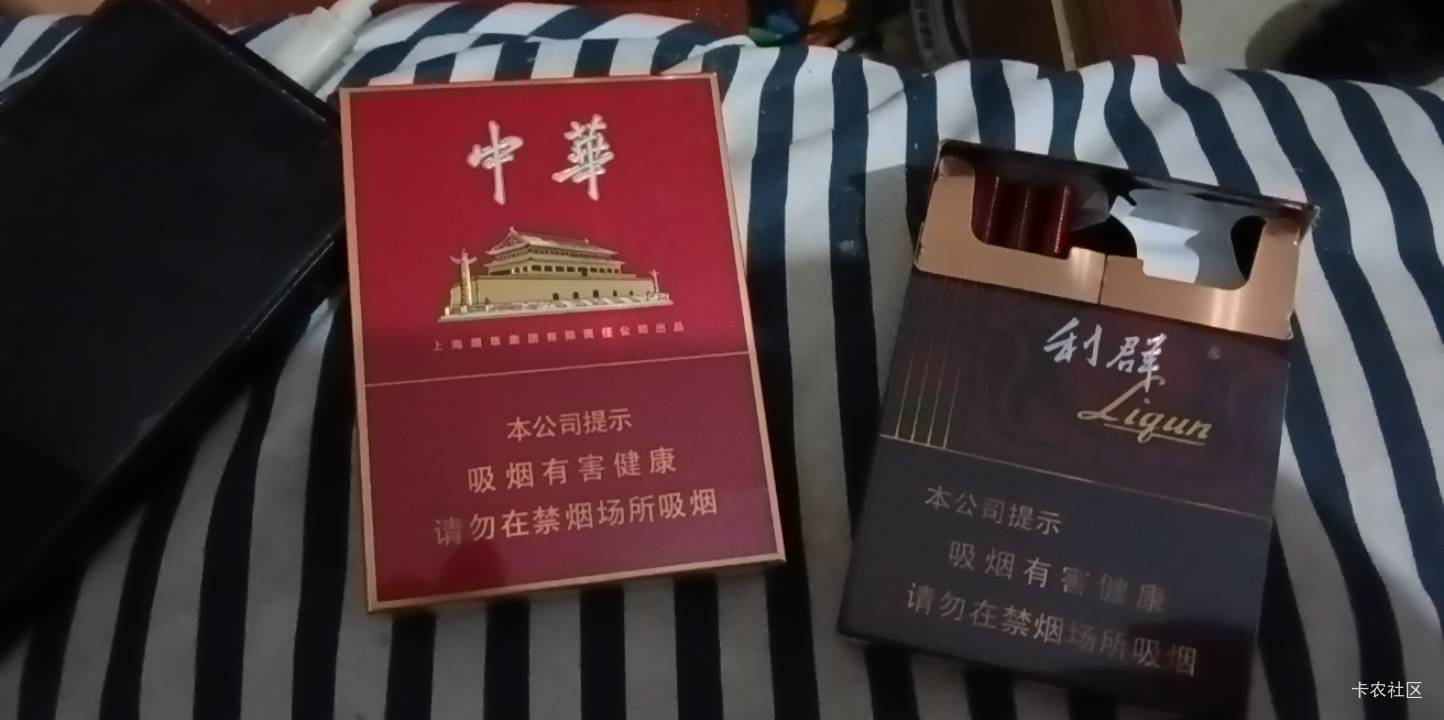 中華
上海烟草集团有限责任公司出品
本公司提示
吸烟有害健康
请勿在禁烟场所吸烟
利群
®
Liqun
本公司提示
吸烟有害健康
请勿在禁烟场所吸烟
卡农社区